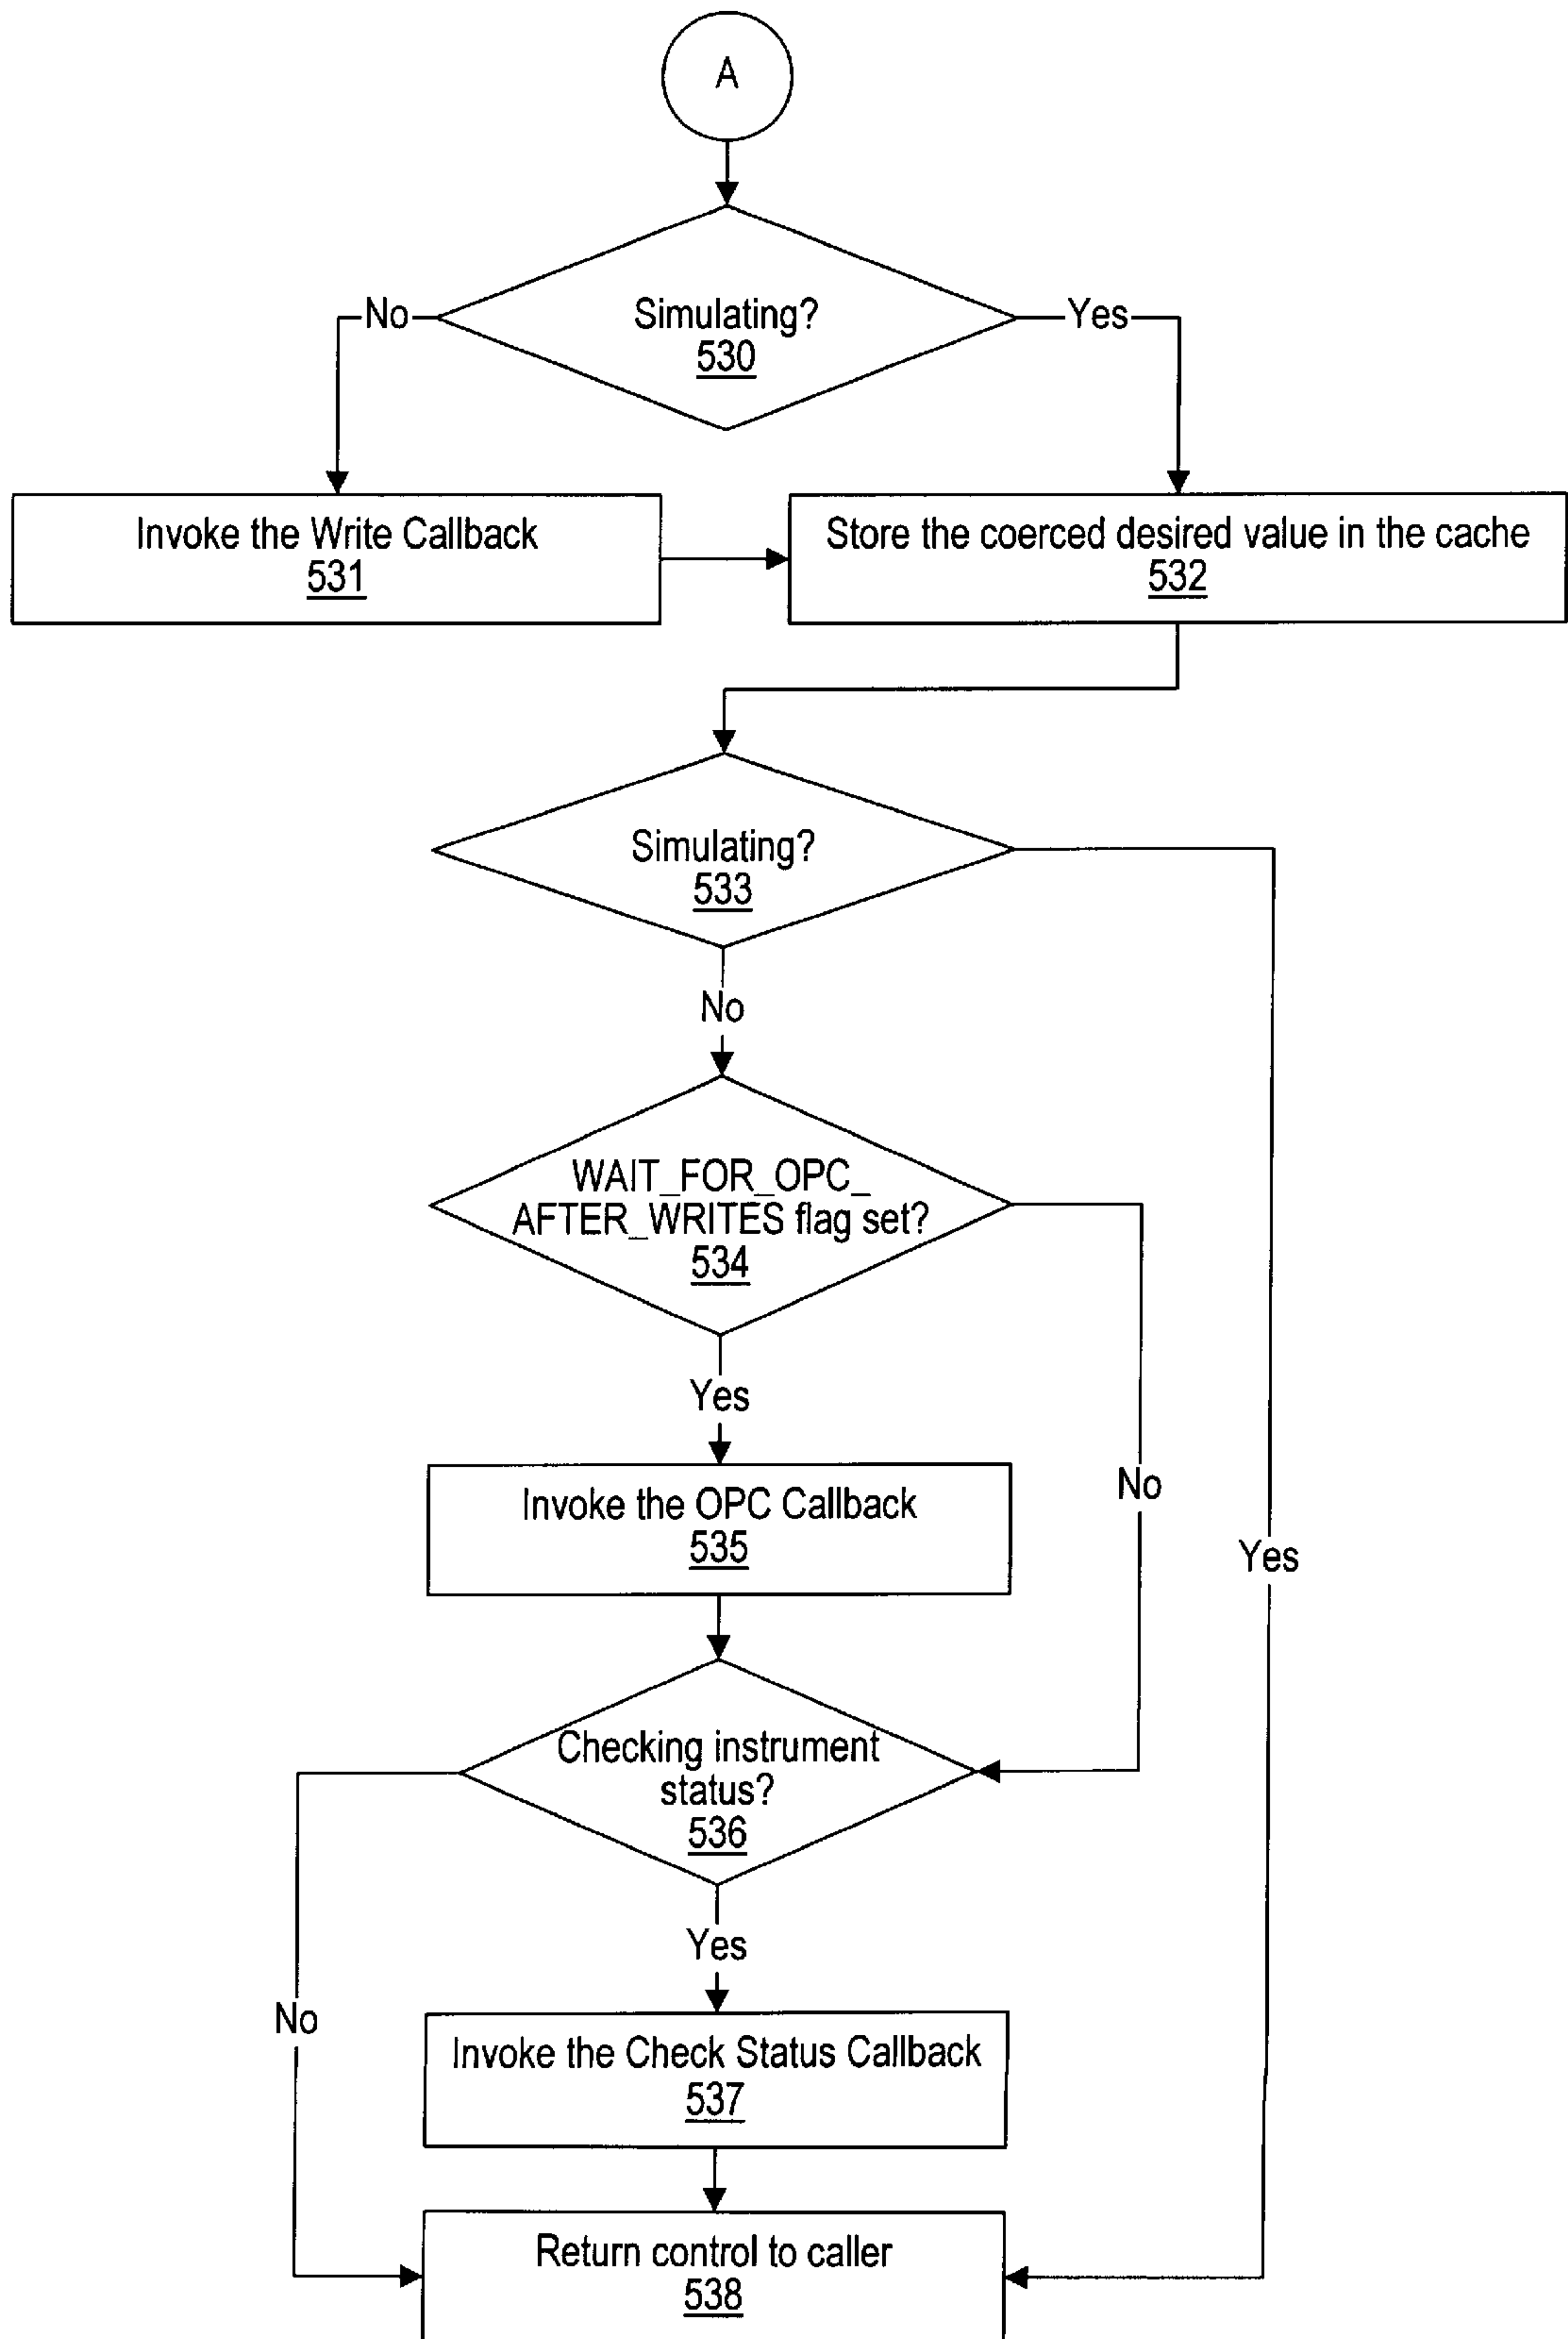 A
Simulating?
530
No
Yes
Invoke the Write Callback
531
Store the coerced desired value in the cache
532
Simulating?
533
No
WAIT_FOR_OPC_
AFTER_WRITES flag set?
534
Yes
No
Invoke the OPC Callback
535
Yes
Checking instrument
status?
536
Yes
No
Invoke the Check Status Callback
537
Return control to caller
538